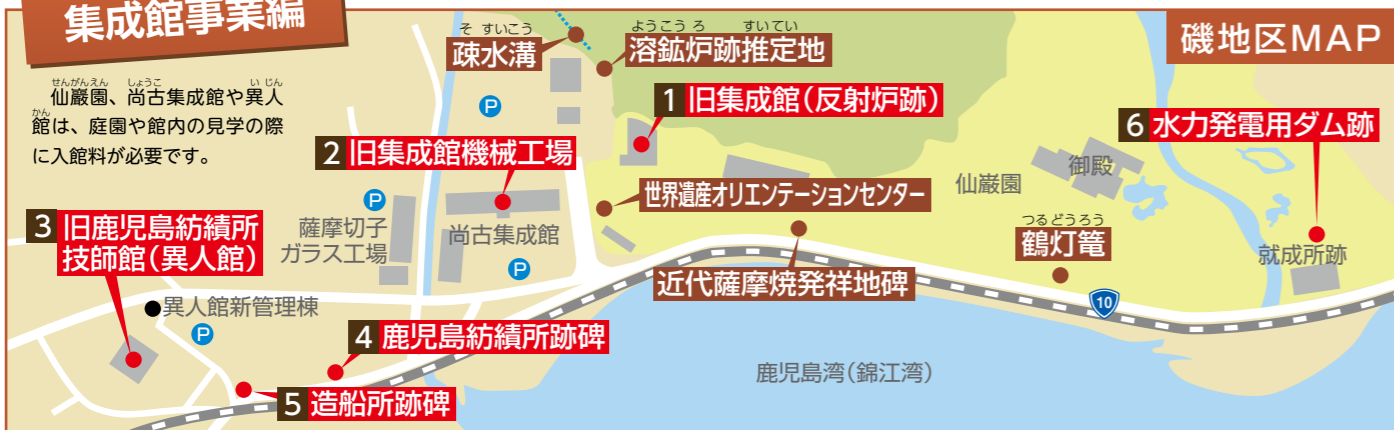 集成館事業編
磯地区MAP
せんがんえん しょうこ いじん
仙巌園、尚古集成館や異人
かん
館は、庭園や館内の見学の際
に入館料が必要です。
そ すいこう
疎水溝
ようこうろ すいてい
溶鉱炉跡推定地
P
1 旧集成館(反射炉跡)
6 水力発電用ダム跡
2 旧集成館機械工場
御殿
仙巌園
世界遺産オリエンテーションセンター
P
つるどうろう
鶴灯篭
3 旧鹿児島紡績所
技師館(異人館)
薩摩切子
ガラス工場
尚古集成館
就成所跡
P
近代薩摩焼発祥地碑
10
異人館新管理棟
P
4 鹿児島紡績所跡碑
鹿児島湾(錦江湾)
5 造船所跡碑